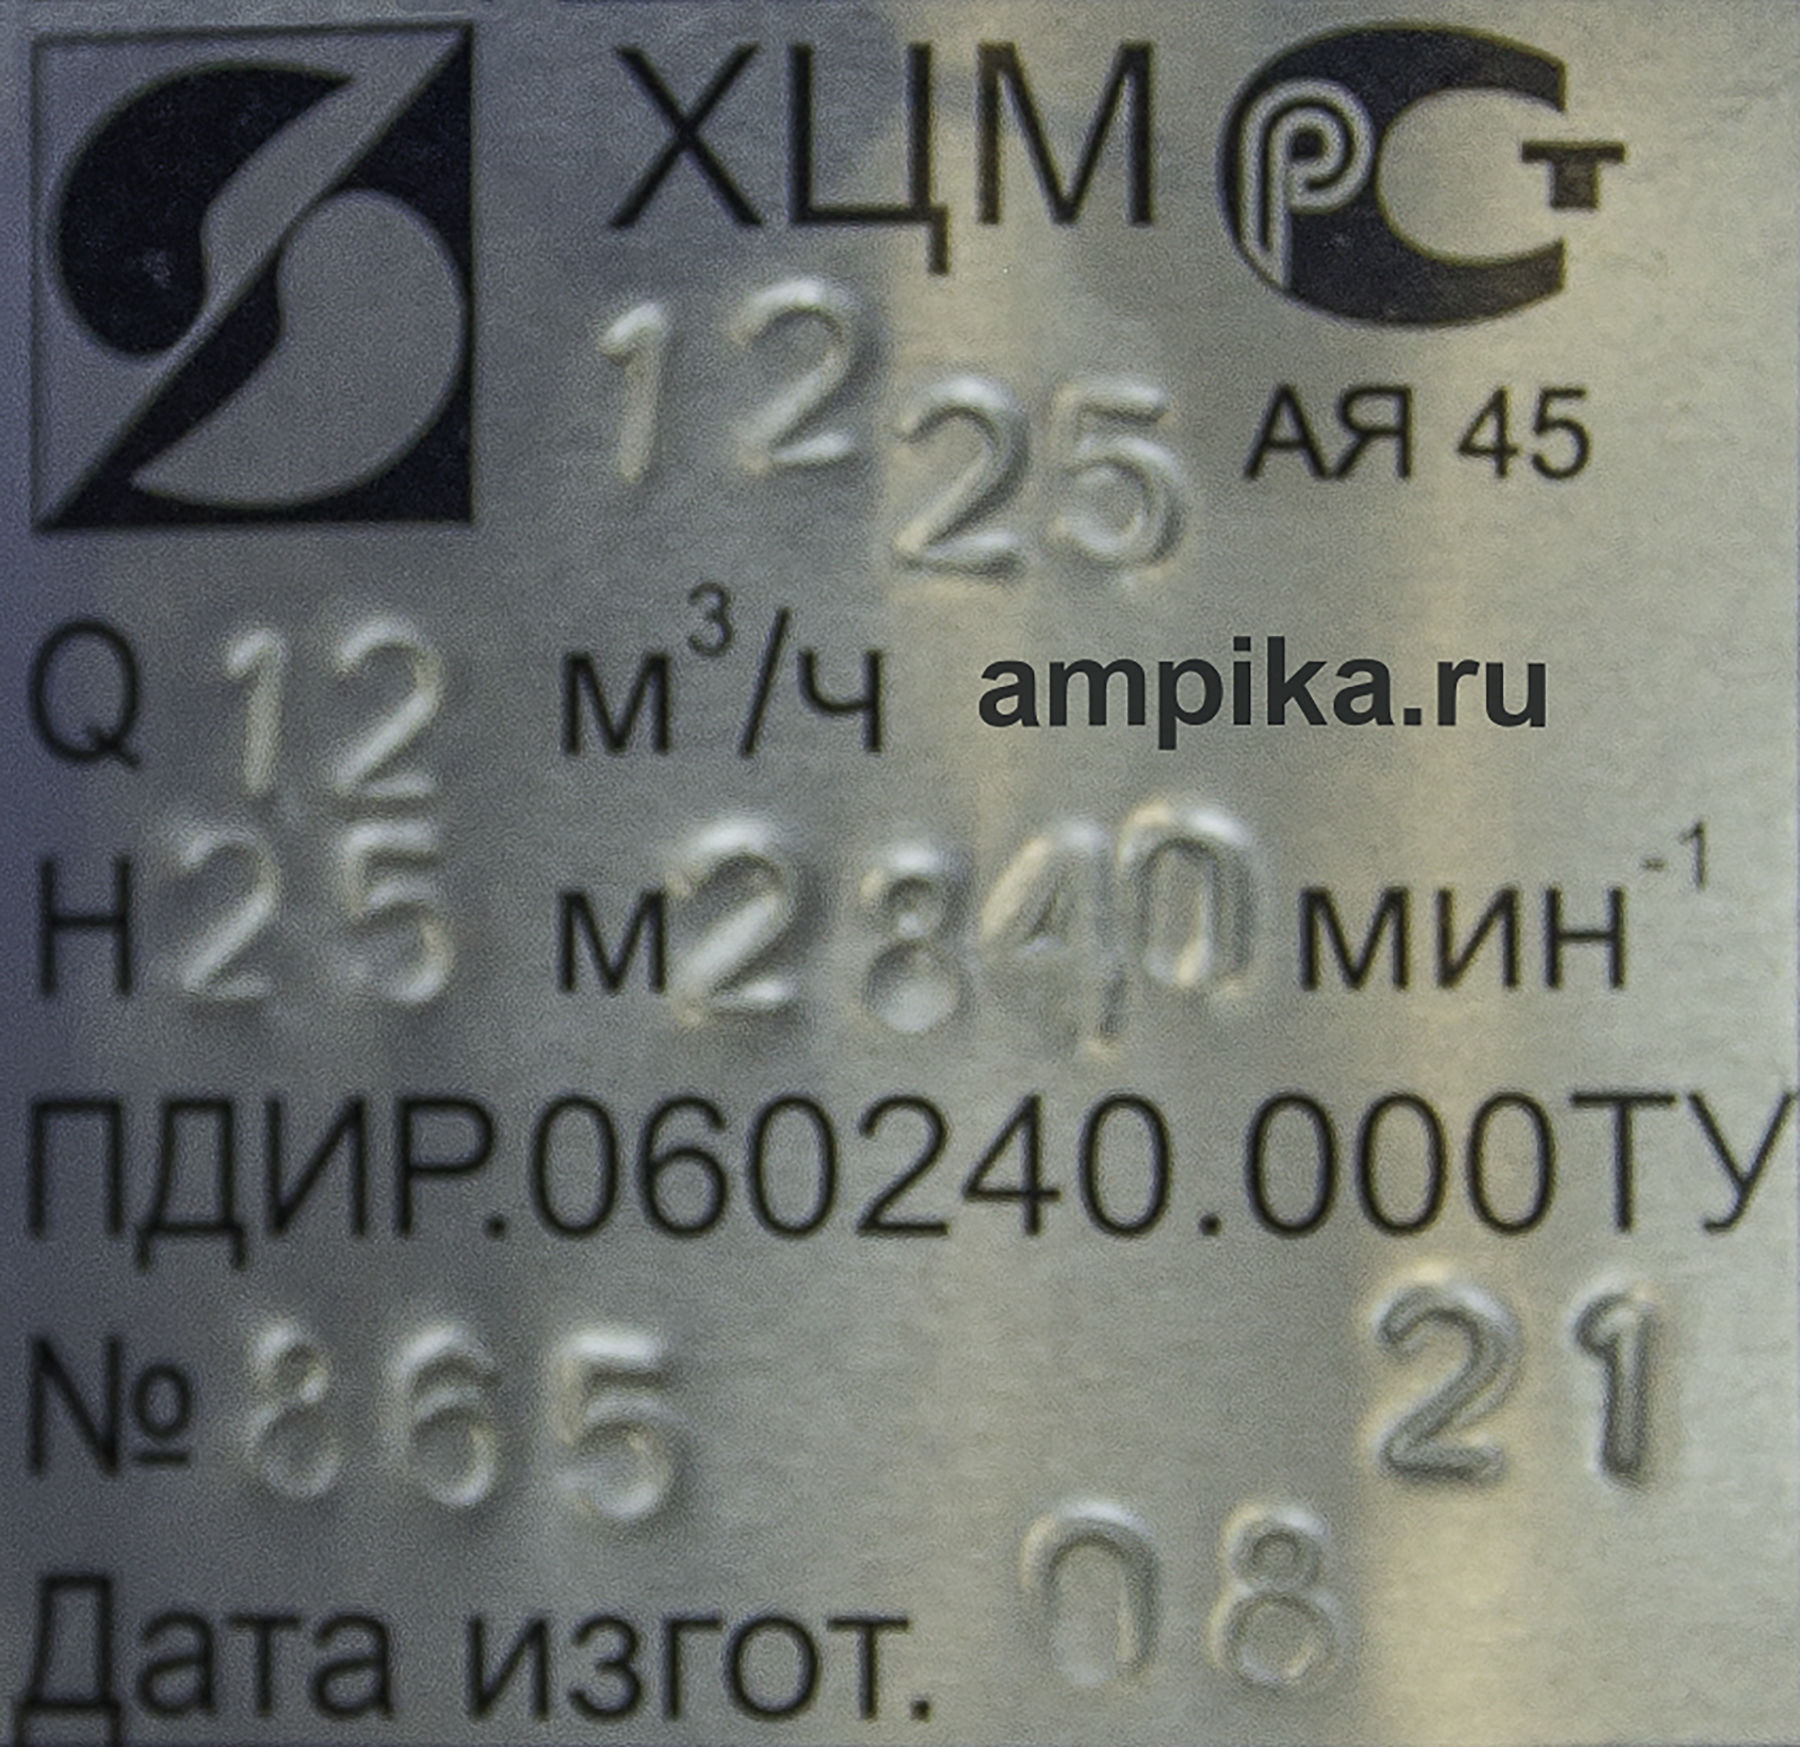 ХЦМ
РСТ
12
25
АЯ 45
Q 12 м³/ч
ampika.ru
Н 25 м 2840 мин⁻¹
ПДИР.060240.000ТУ
№ 865
21
Дата изгот. 08